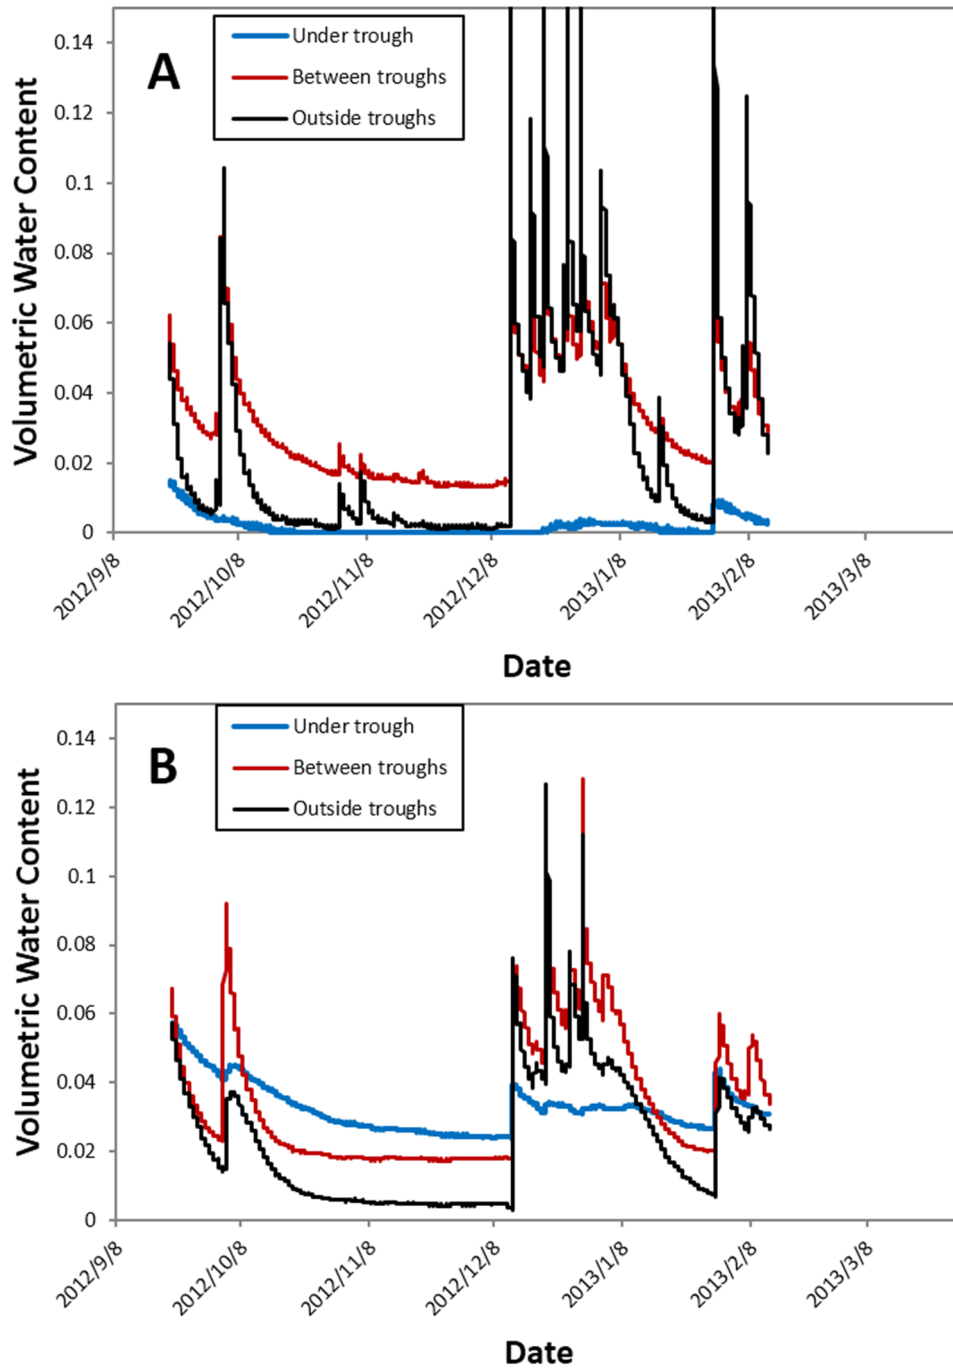 A
Under trough
Between troughs
Outside troughs
Volumetric Water Content
0.14
0.12
0.1
0.08
0.06
0.04
0.02
0
2012/9/8
2012/10/8
2012/11/8
2012/12/8
2013/1/8
2013/2/8
2013/3/8
Date
B
Under trough
Between troughs
Outside troughs
Volumetric Water Content
0.14
0.12
0.1
0.08
0.06
0.04
0.02
0
2012/9/8
2012/10/8
2012/11/8
2012/12/8
2013/1/8
2013/2/8
2013/3/8
Date